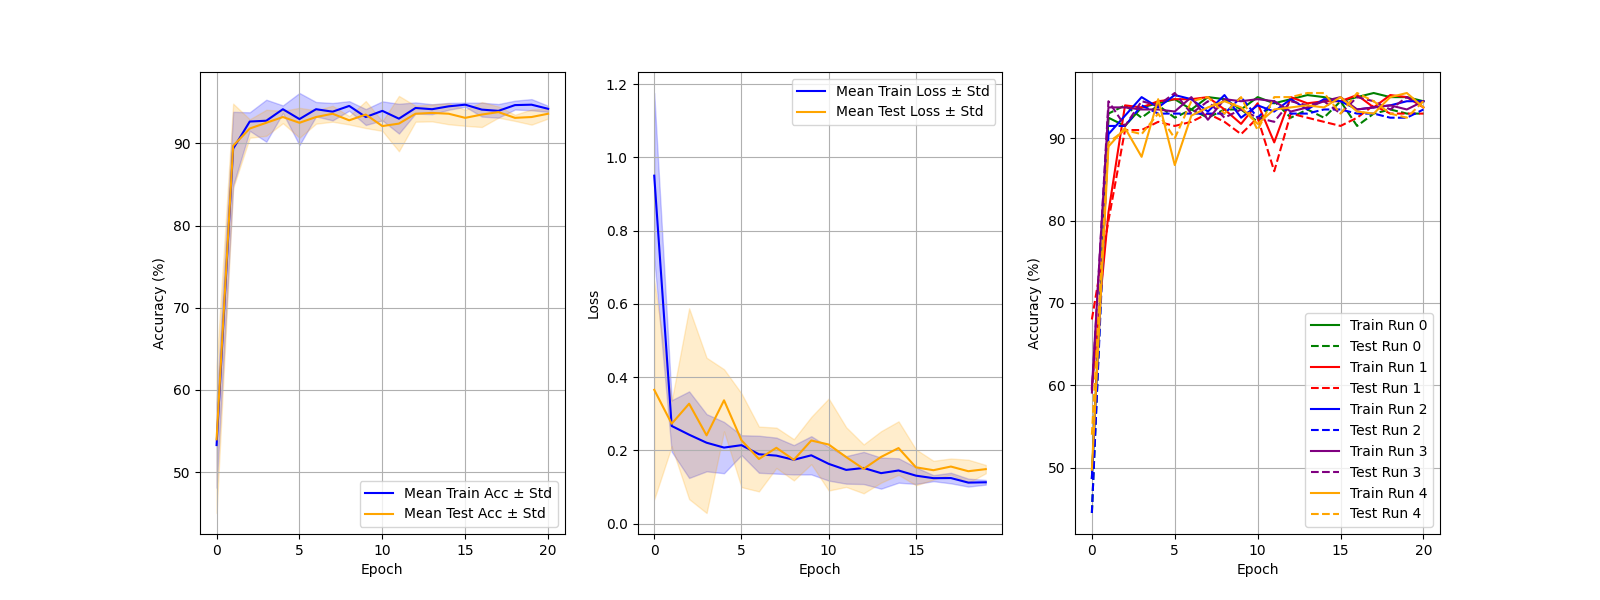 90
80
70
60
50
Accuracy (%)
0
5
10
15
20
Epoch
Mean Train Acc ± Std
Mean Test Acc ± Std
1.2
1.0
0.8
0.6
0.4
0.2
0.0
Loss
0
5
10
15
Epoch
Mean Train Loss ± Std
Mean Test Loss ± Std
90
80
70
60
50
Accuracy (%)
0
5
10
15
20
Epoch
Train Run 0
Test Run 0
Train Run 1
Test Run 1
Train Run 2
Test Run 2
Train Run 3
Test Run 3
Train Run 4
Test Run 4